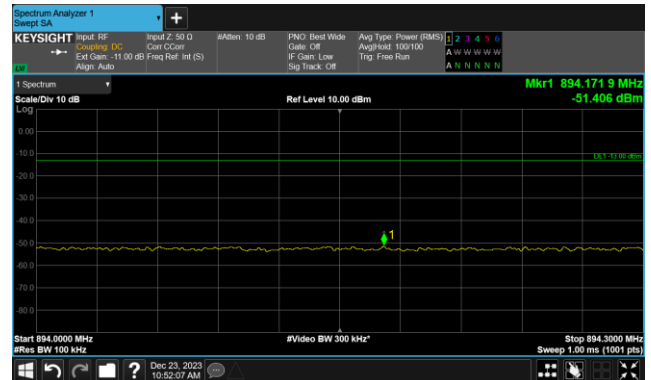 Spectrum Analyzer 1
Swept SA
KEYSIGHT Input: RF Input Z: 50 Ω #Atten: 10 dB PNO: Best Wide Avg Type: Power (RMS) 1 2 3 4 5 6
Coupling: DC Corr CCorr Gate: Off Avg|Hold: 100/100 A W W W W W
Ext Gain: -11.00 dB Freq Ref: Int (S) IF Gain: Low Trig: Free Run
Align: Auto Sig Track: Off A N N N N N
LXI
1 Spectrum Mkr1 894.171 9 MHz
Scale/Div 10 dB Ref Level 10.00 dBm -51.406 dBm
Log
0.00
-10.0
DL1 -13.00 dBm
-20.0
-30.0
-40.0
1
-50.0
-60.0
-70.0
-80.0
Start 894.0000 MHz #Video BW 300 kHz* Stop 894.3000 MHz
#Res BW 100 kHz Sweep 1.00 ms (1001 pts)
? Dec 23, 2023
10:52:07 AM